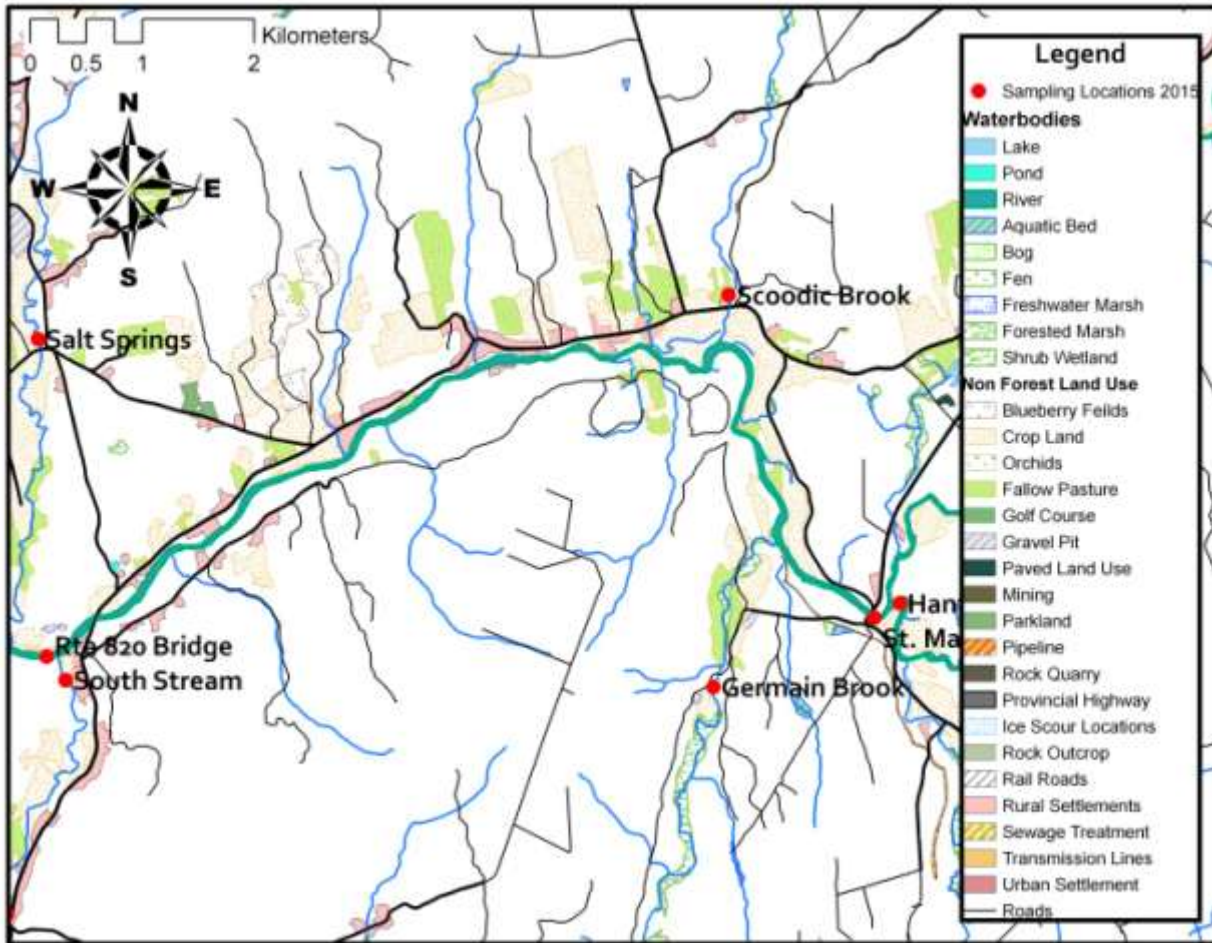 Kilometers
0 0.5 1 2
N
W E
S
Scoodic Brook
Salt Springs
Han
St. Ma
Rte 820 Bridge
South Stream
Germain Brook
Legend
Sampling Locations 2015
Waterbodies
Lake
Pond
River
Aquatic Bed
Bog
Fen
Freshwater Marsh
Forested Marsh
Shrub Wetland
Non Forest Land Use
Blueberry Feilds
Crop Land
Orchids
Fallow Pasture
Golf Course
Gravel Pit
Paved Land Use
Mining
Parkland
Pipeline
Rock Quarry
Provincial Highway
Ice Scour Locations
Rock Outcrop
Rail Roads
Rural Settlements
Sewage Treatment
Transmission Lines
Urban Settlement
Roads